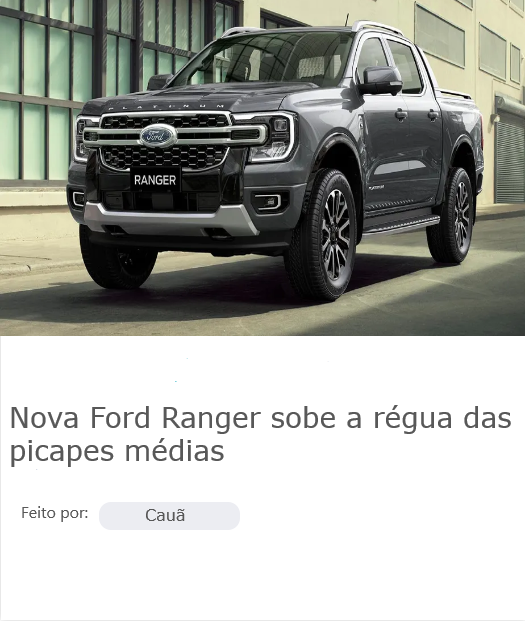 PLATINUM
Ford
RANGER
Nova Ford Ranger sobe a régua das
picapes médias
Feito por:
Cauã